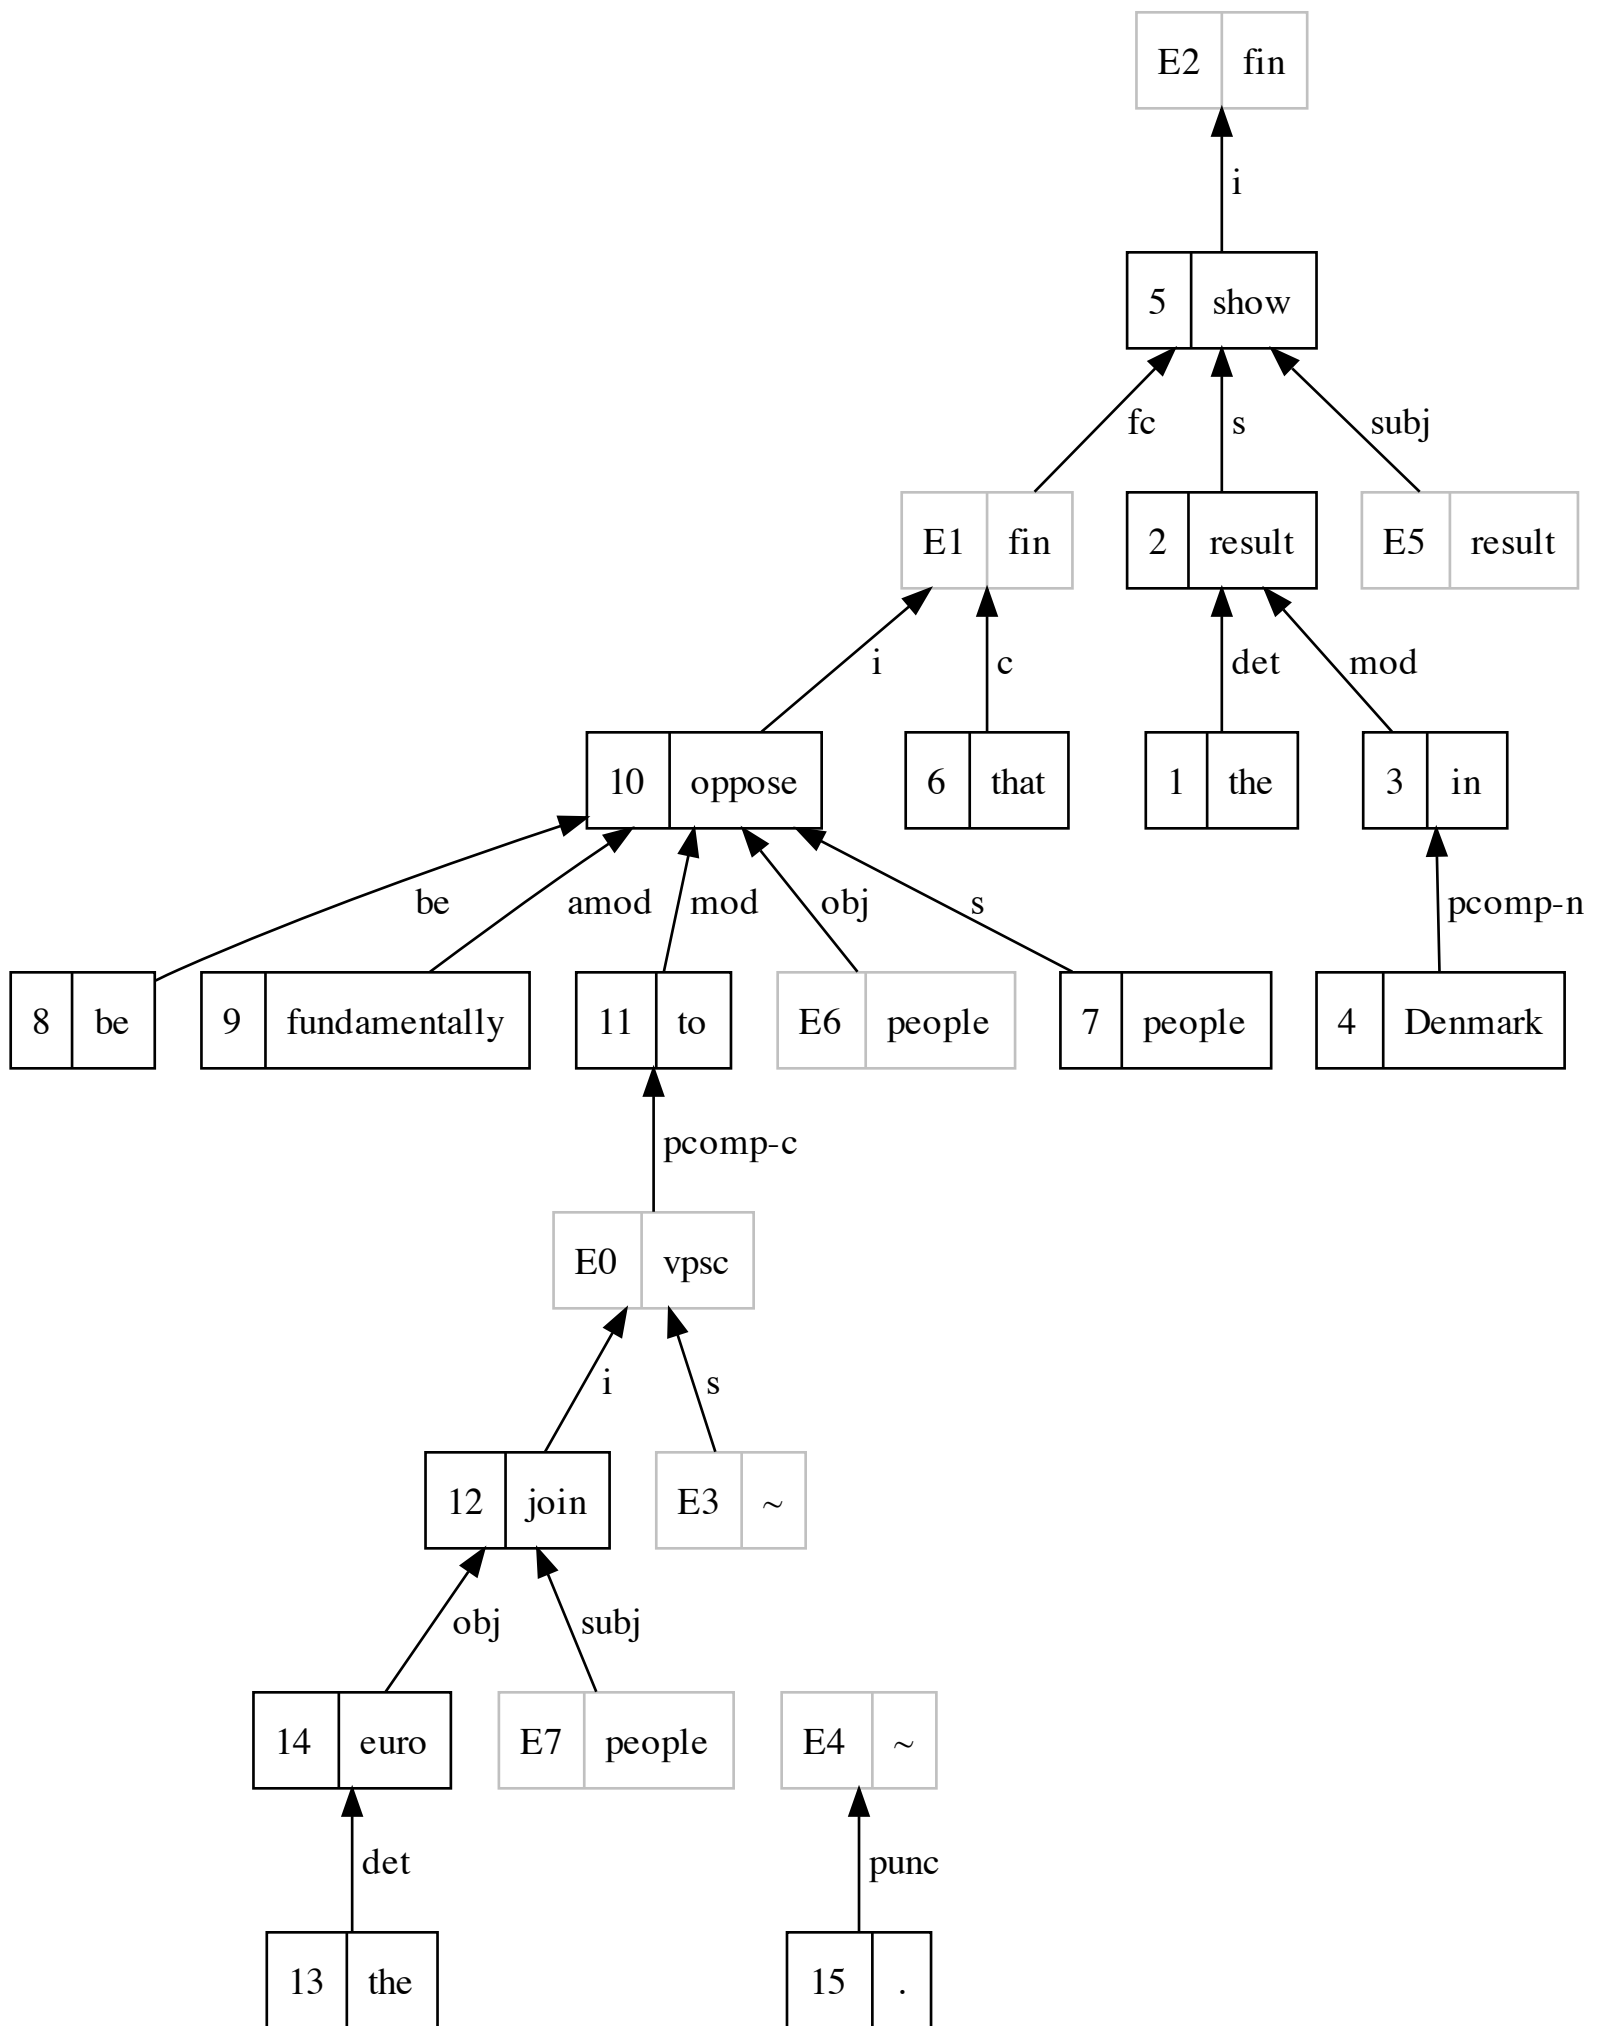 E2 fin
i
5 show
fc s subj
E1 fin 2 result E5 result
i c det mod
10 oppose 6 that 1 the 3 in
be amod mod obj s pcomp-n
8 be 9 fundamentally 11 to E6 people 7 people 4 Denmark
pcomp-c
E0 vpsc
i s
12 join E3 ~
obj subj
14 euro E7 people E4 ~
det punc
13 the 15 .